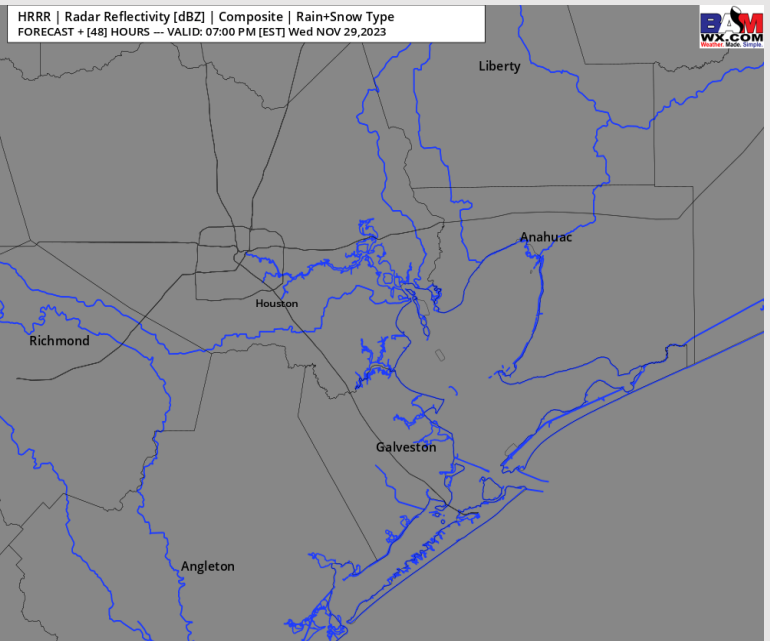 HRRR | Radar Reflectivity [dBZ] | Composite | Rain+Snow Type
FORECAST + [48] HOURS --- VALID: 07:00 PM [EST] Wed NOV 29,2023
BAM
WX.COM
Weather. Made. Simple.
Liberty
Anahuac
Houston
Richmond
Galveston
Angleton